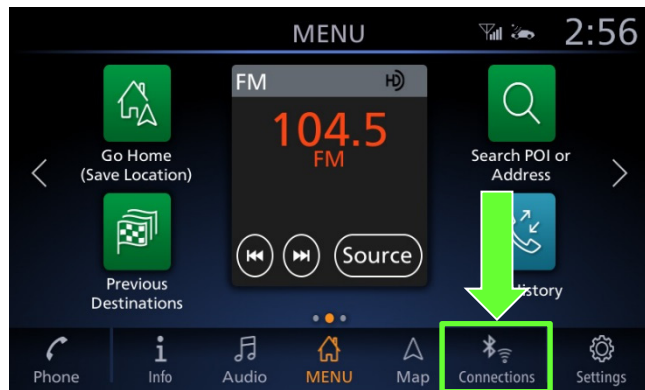 MENU
2:56
FM
HD
104.5
FM
Source
Go Home
(Save Location)
Previous
Destinations
Search POI or
Address
istory
Phone
Info
Audio
MENU
Map
Connections
Settings